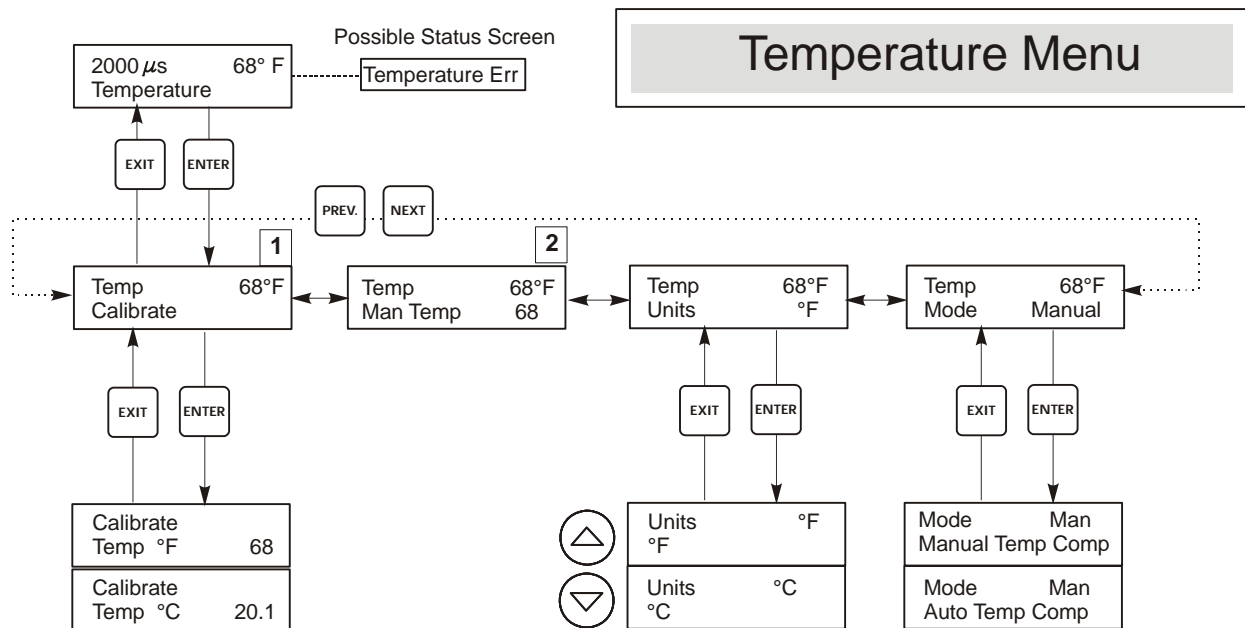 Temperature Menu
Possible Status Screen
2000 μs 68° F
Temperature
Temperature Err
EXIT
ENTER
PREV.
NEXT
1
Temp 68°F
Calibrate
2
Temp 68°F
Man Temp 68
Temp 68°F
Units °F
Temp 68°F
Mode Manual
EXIT
ENTER
EXIT
ENTER
EXIT
ENTER
Calibrate
Temp °F 68
Calibrate
Temp °C 20.1
Units °F
°F
Units °C
°C
Mode Man
Manual Temp Comp
Mode Man
Auto Temp Comp